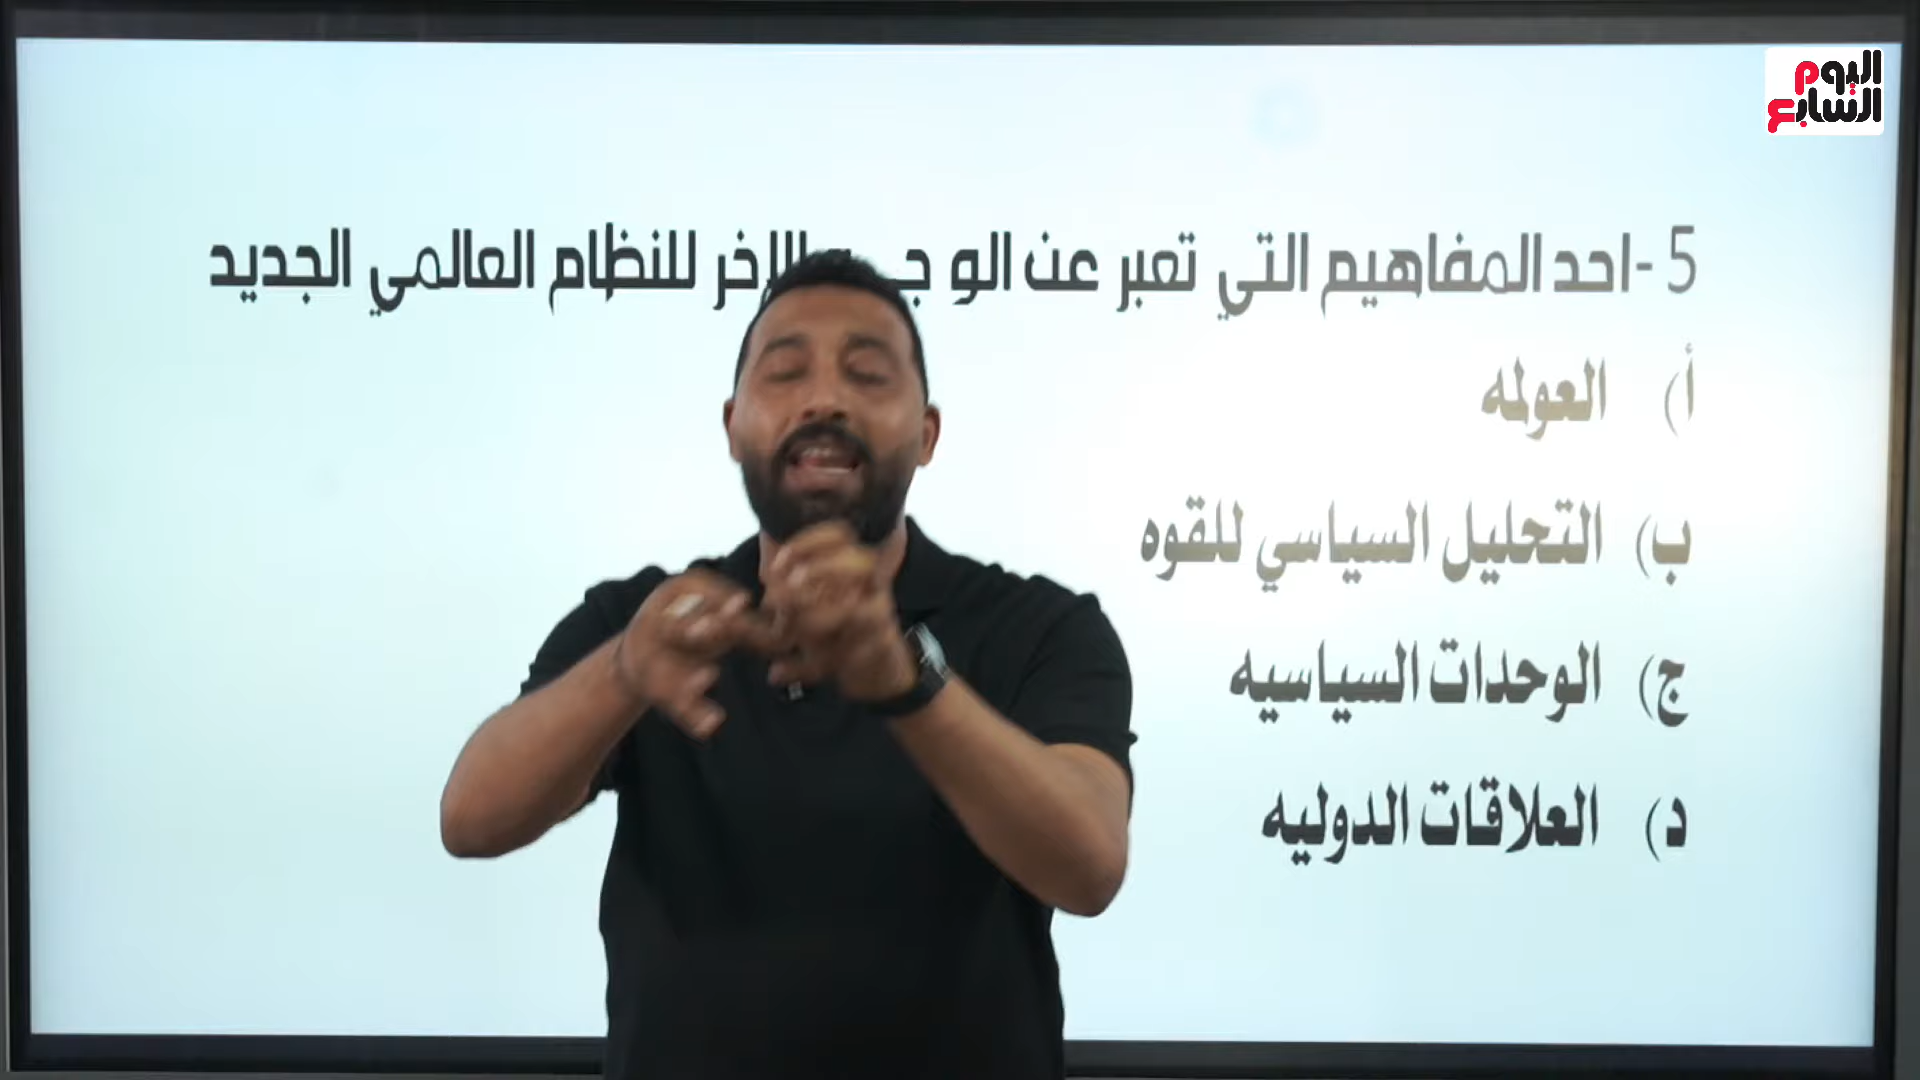 اليوم
السابع
5 -احد المفاهيم التي تعبر عن الو الاخر للنظام العالمي الجديد
أ) العولمه
ب) التحليل السياسي للقوه
ج) الوحدات السياسيه
د) العلاقات الدوليه